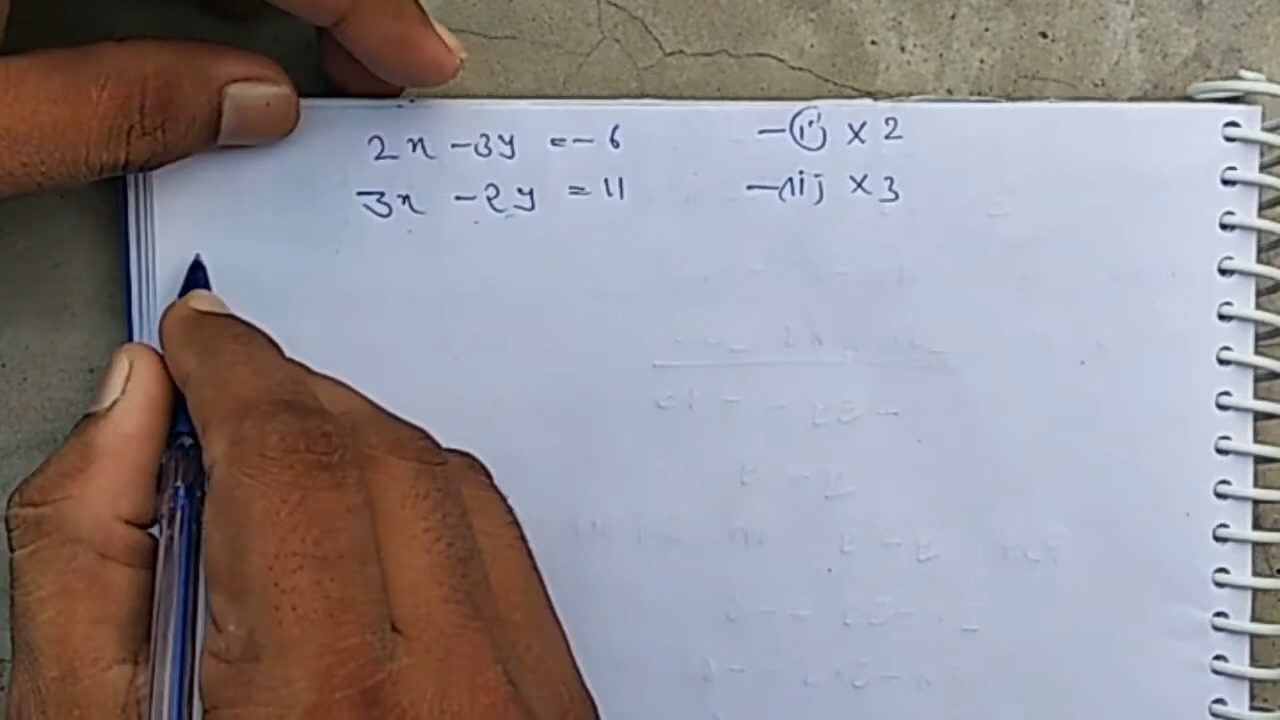 2x - 3y = - 6 -(i) x 2
3x - 2y = 11 -(ii) x 3